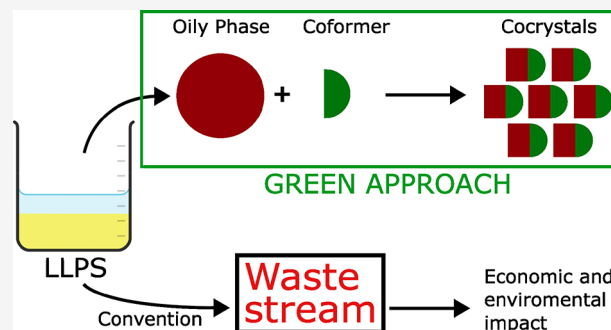 Oily Phase
Coformer
Cocrystals
+
GREEN APPROACH
LLPS
Convention
Waste
stream
Economic and
enviromental
impact